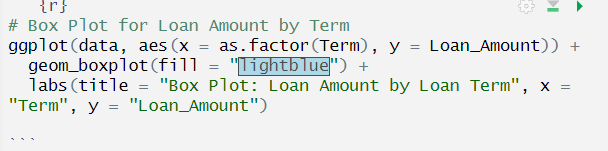 {r}
# Box Plot for Loan Amount by Term
ggplot(data, aes(x = as.factor(Term), y = Loan_Amount)) +
  geom_boxplot(fill = "lightblue") +
  labs(title = "Box Plot: Loan Amount by Loan Term", x =
"Term", y = "Loan_Amount")
```